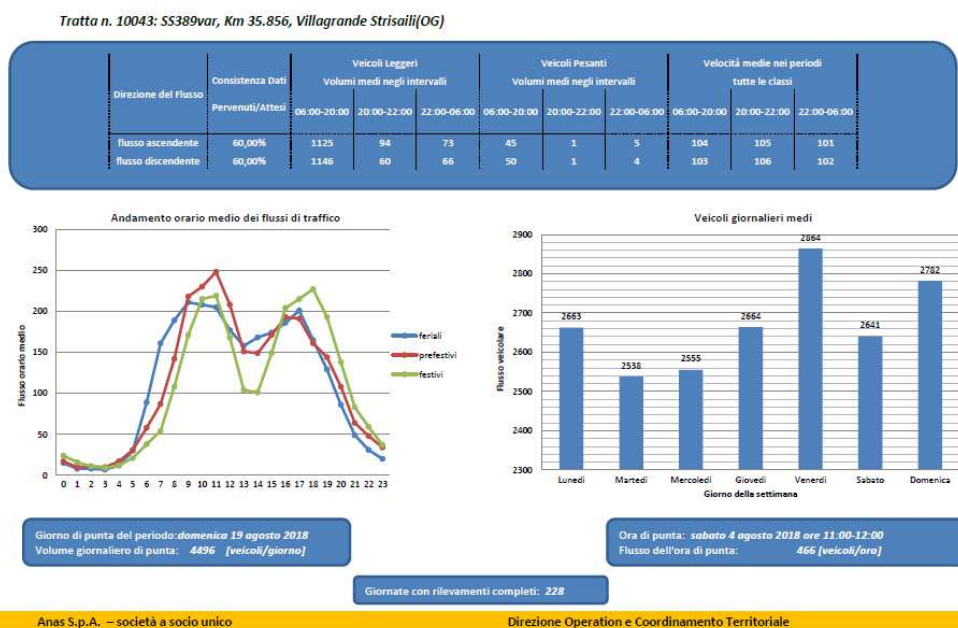 Tratta n. 10043: SS389var, Km 35.856, Villagrande Strisaili(OG)
Direzione del Flusso Consistenza Dati Pervenuti/Attesi Veicoli Leggeri Volumi medi negli intervalli Veicoli Pesanti Volumi medi negli intervalli Velocità medie nei periodi tutte le classi
06:00-20:00 20:00-22:00 22:00-06:00 06:00-20:00 20:00-22:00 22:00-06:00 06:00-20:00 20:00-22:00 22:00-06:00
flusso ascendente 60,00% 1125 94 73 45 1 5 104 105 101
flusso discendente 60,00% 1146 60 66 50 1 4 103 106 102
Andamento orario medio dei flussi di traffico
Flusso orario medio
300
250
200
150
100
50
0
0 1 2 3 4 5 6 7 8 9 10 11 12 13 14 15 16 17 18 19 20 21 22 23
feriali
prefestivi
festivi
Veicoli giornalieri medi
Flusso veicolare
2900
2800
2700
2600
2500
2400
2300
2663 2538 2555 2664 2864 2641 2782
Lunedì Martedì Mercoledì Giovedì Venerdì Sabato Domenica
Giorno della settimana
Giorno di punta del periodo:domenica 19 agosto 2018
Volume giornaliero di punta: 4496 [veicoli/giorno]
Ora di punta: sabato 4 agosto 2018 ore 11:00-12:00
Flusso dell'ora di punta: 466 [veicoli/ora]
Giornate con rilevamenti completi: 228
Anas S.p.A. – società a socio unico
Direzione Operation e Coordinamento Territoriale